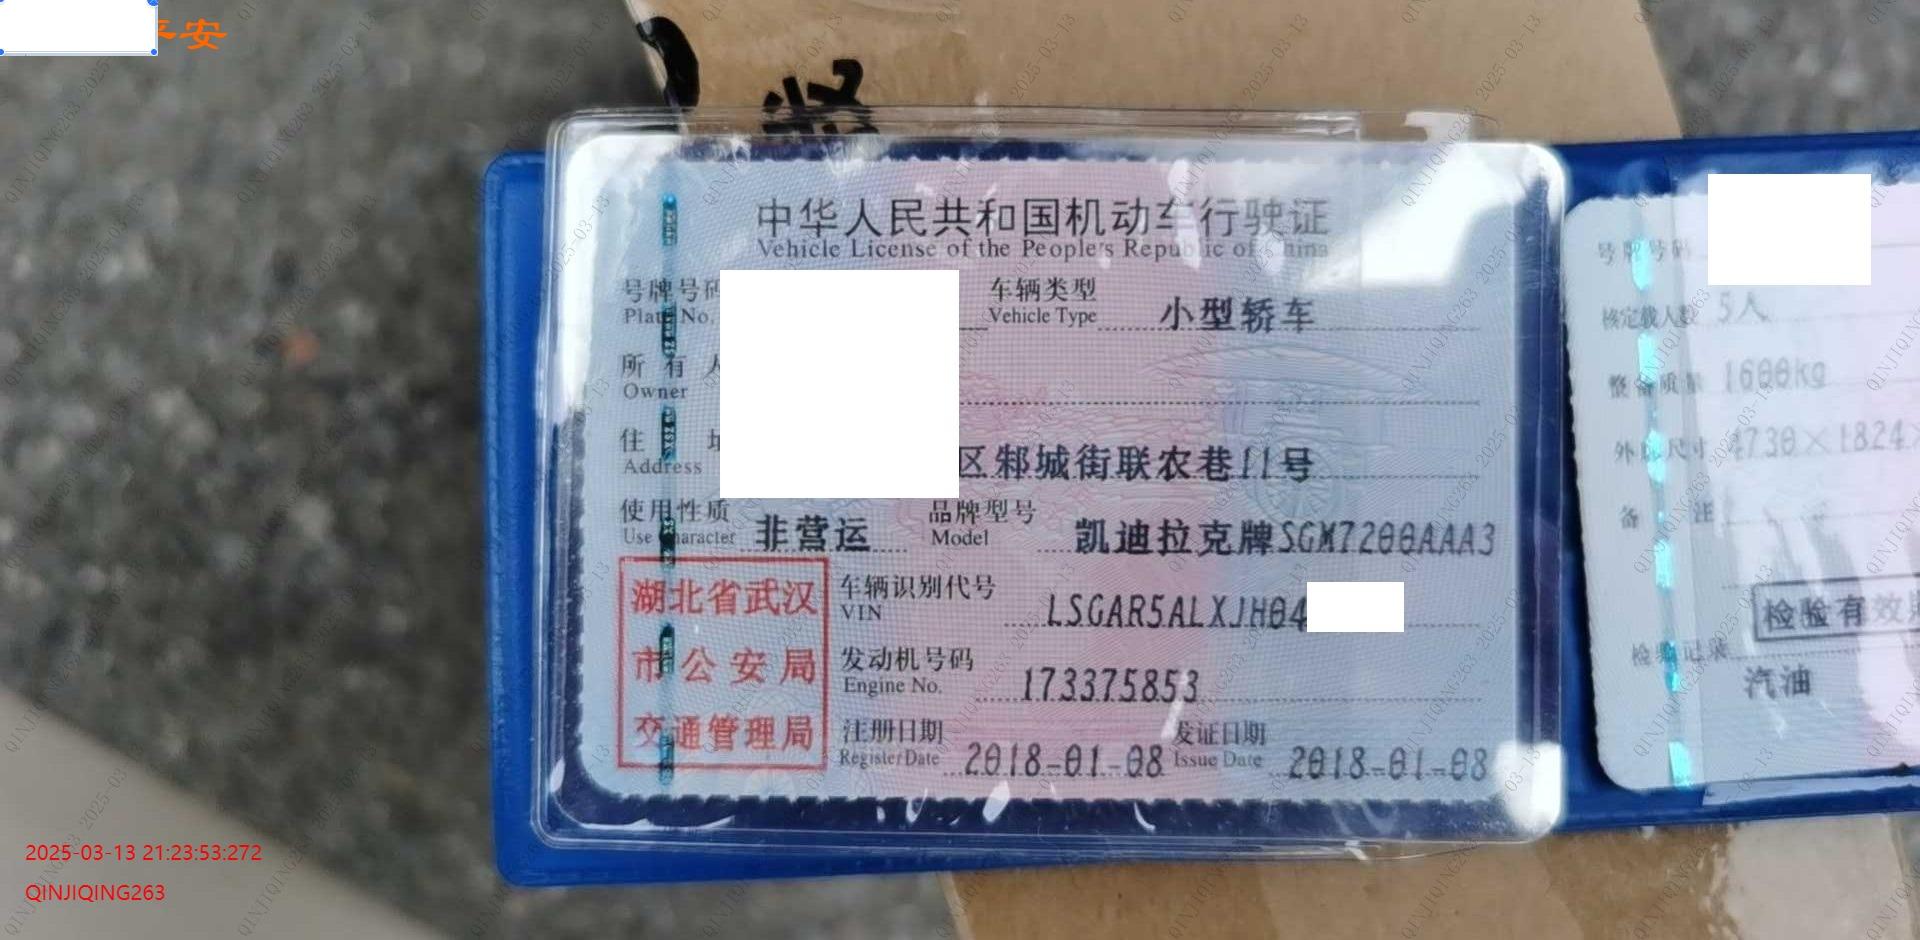 平安
中华人民共和国机动车行驶证
Vehicle License of the People's Republic of China
号牌号码
Plate No.
车辆类型 小型轿车
Vehicle Type
所有人
Owner
住址 区邾城街联农巷11号
Address
使用性质 非营运
Use Character
品牌型号 凯迪拉克牌SGM7200AAA3
Model
湖北省武汉
市公安局
交通管理局
车辆识别代号 LSGAR5ALXJH04
VIN
发动机号码 173375853
Engine No.
注册日期 2018-01-08
Register Date
发证日期 2018-01-08
Issue Date
号牌号码
核定载人数 5人
整备质量 1600kg
外廓尺寸 4730×1824×
备注
检验有效期
检验记录
汽油
2025-03-13 21:23:53:272
QINJIQING263
QINJIQING263 2025-03-13